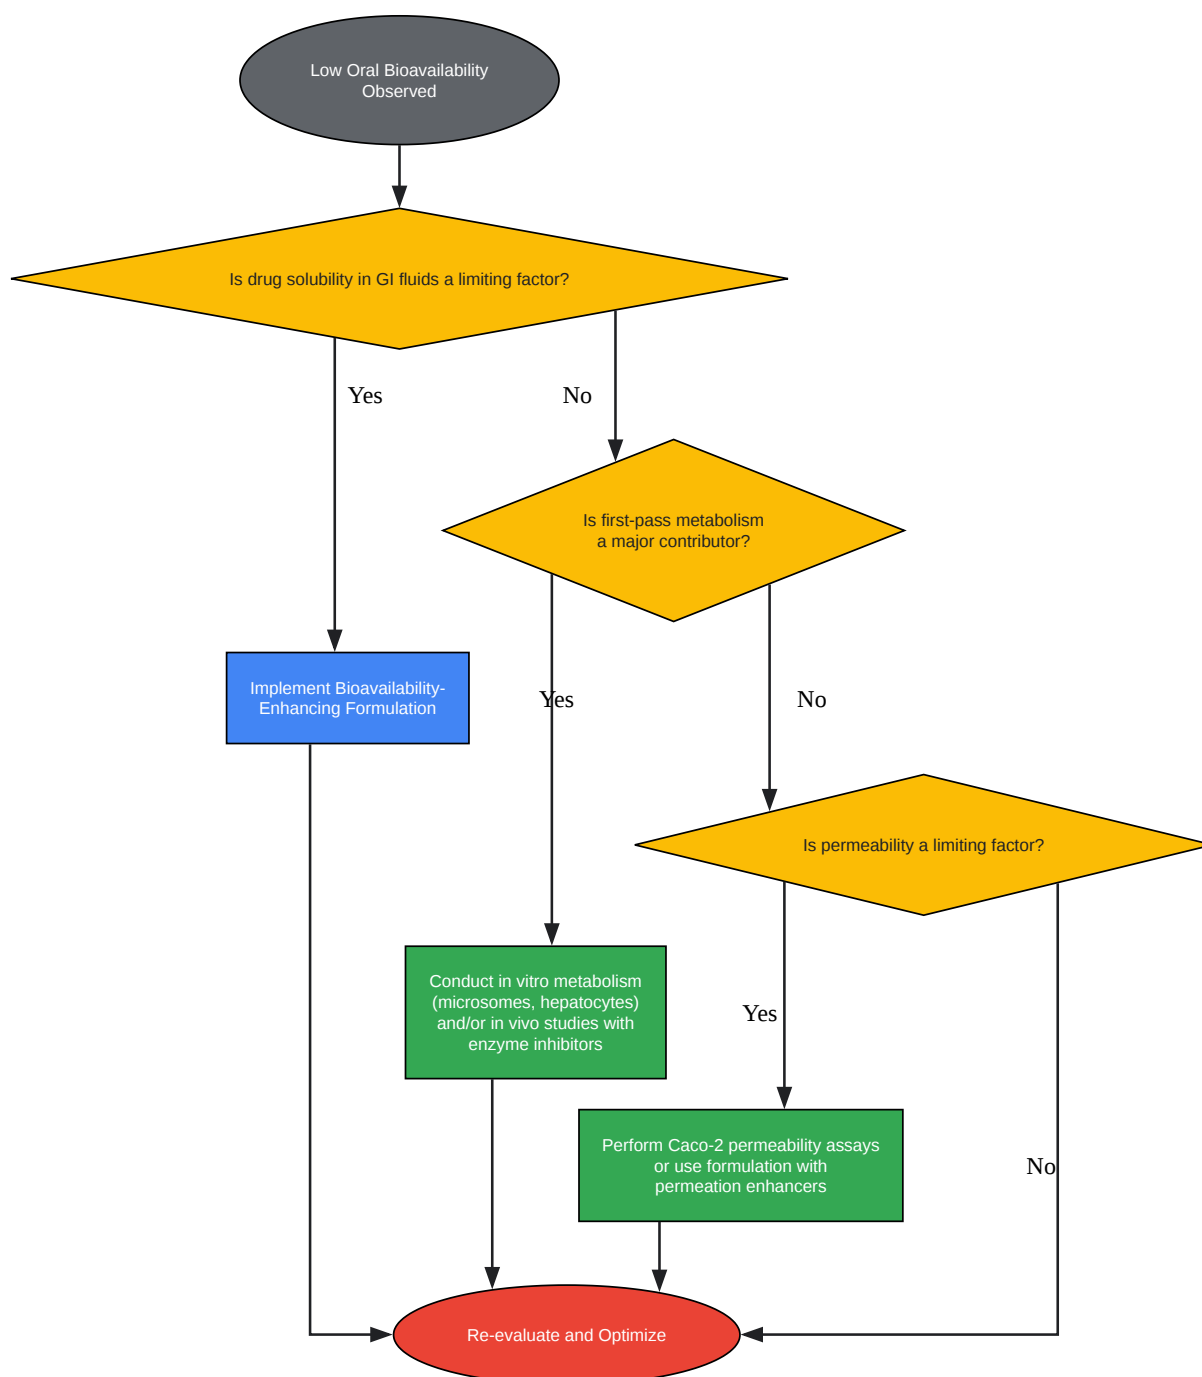 Low Oral Bioavailability
Observed
Is drug solubility in GI fluids a limiting factor?
Yes
No
Is first-pass metabolism
a major contributor?
Implement Bioavailability-
Enhancing Formulation
Yes
No
Is permeability a limiting factor?
Conduct in vitro metabolism
(microsomes, hepatocytes)
and/or in vivo studies with
enzyme inhibitors
Yes
Perform Caco-2 permeability assays
or use formulation with
permeation enhancers
No
Re-evaluate and Optimize